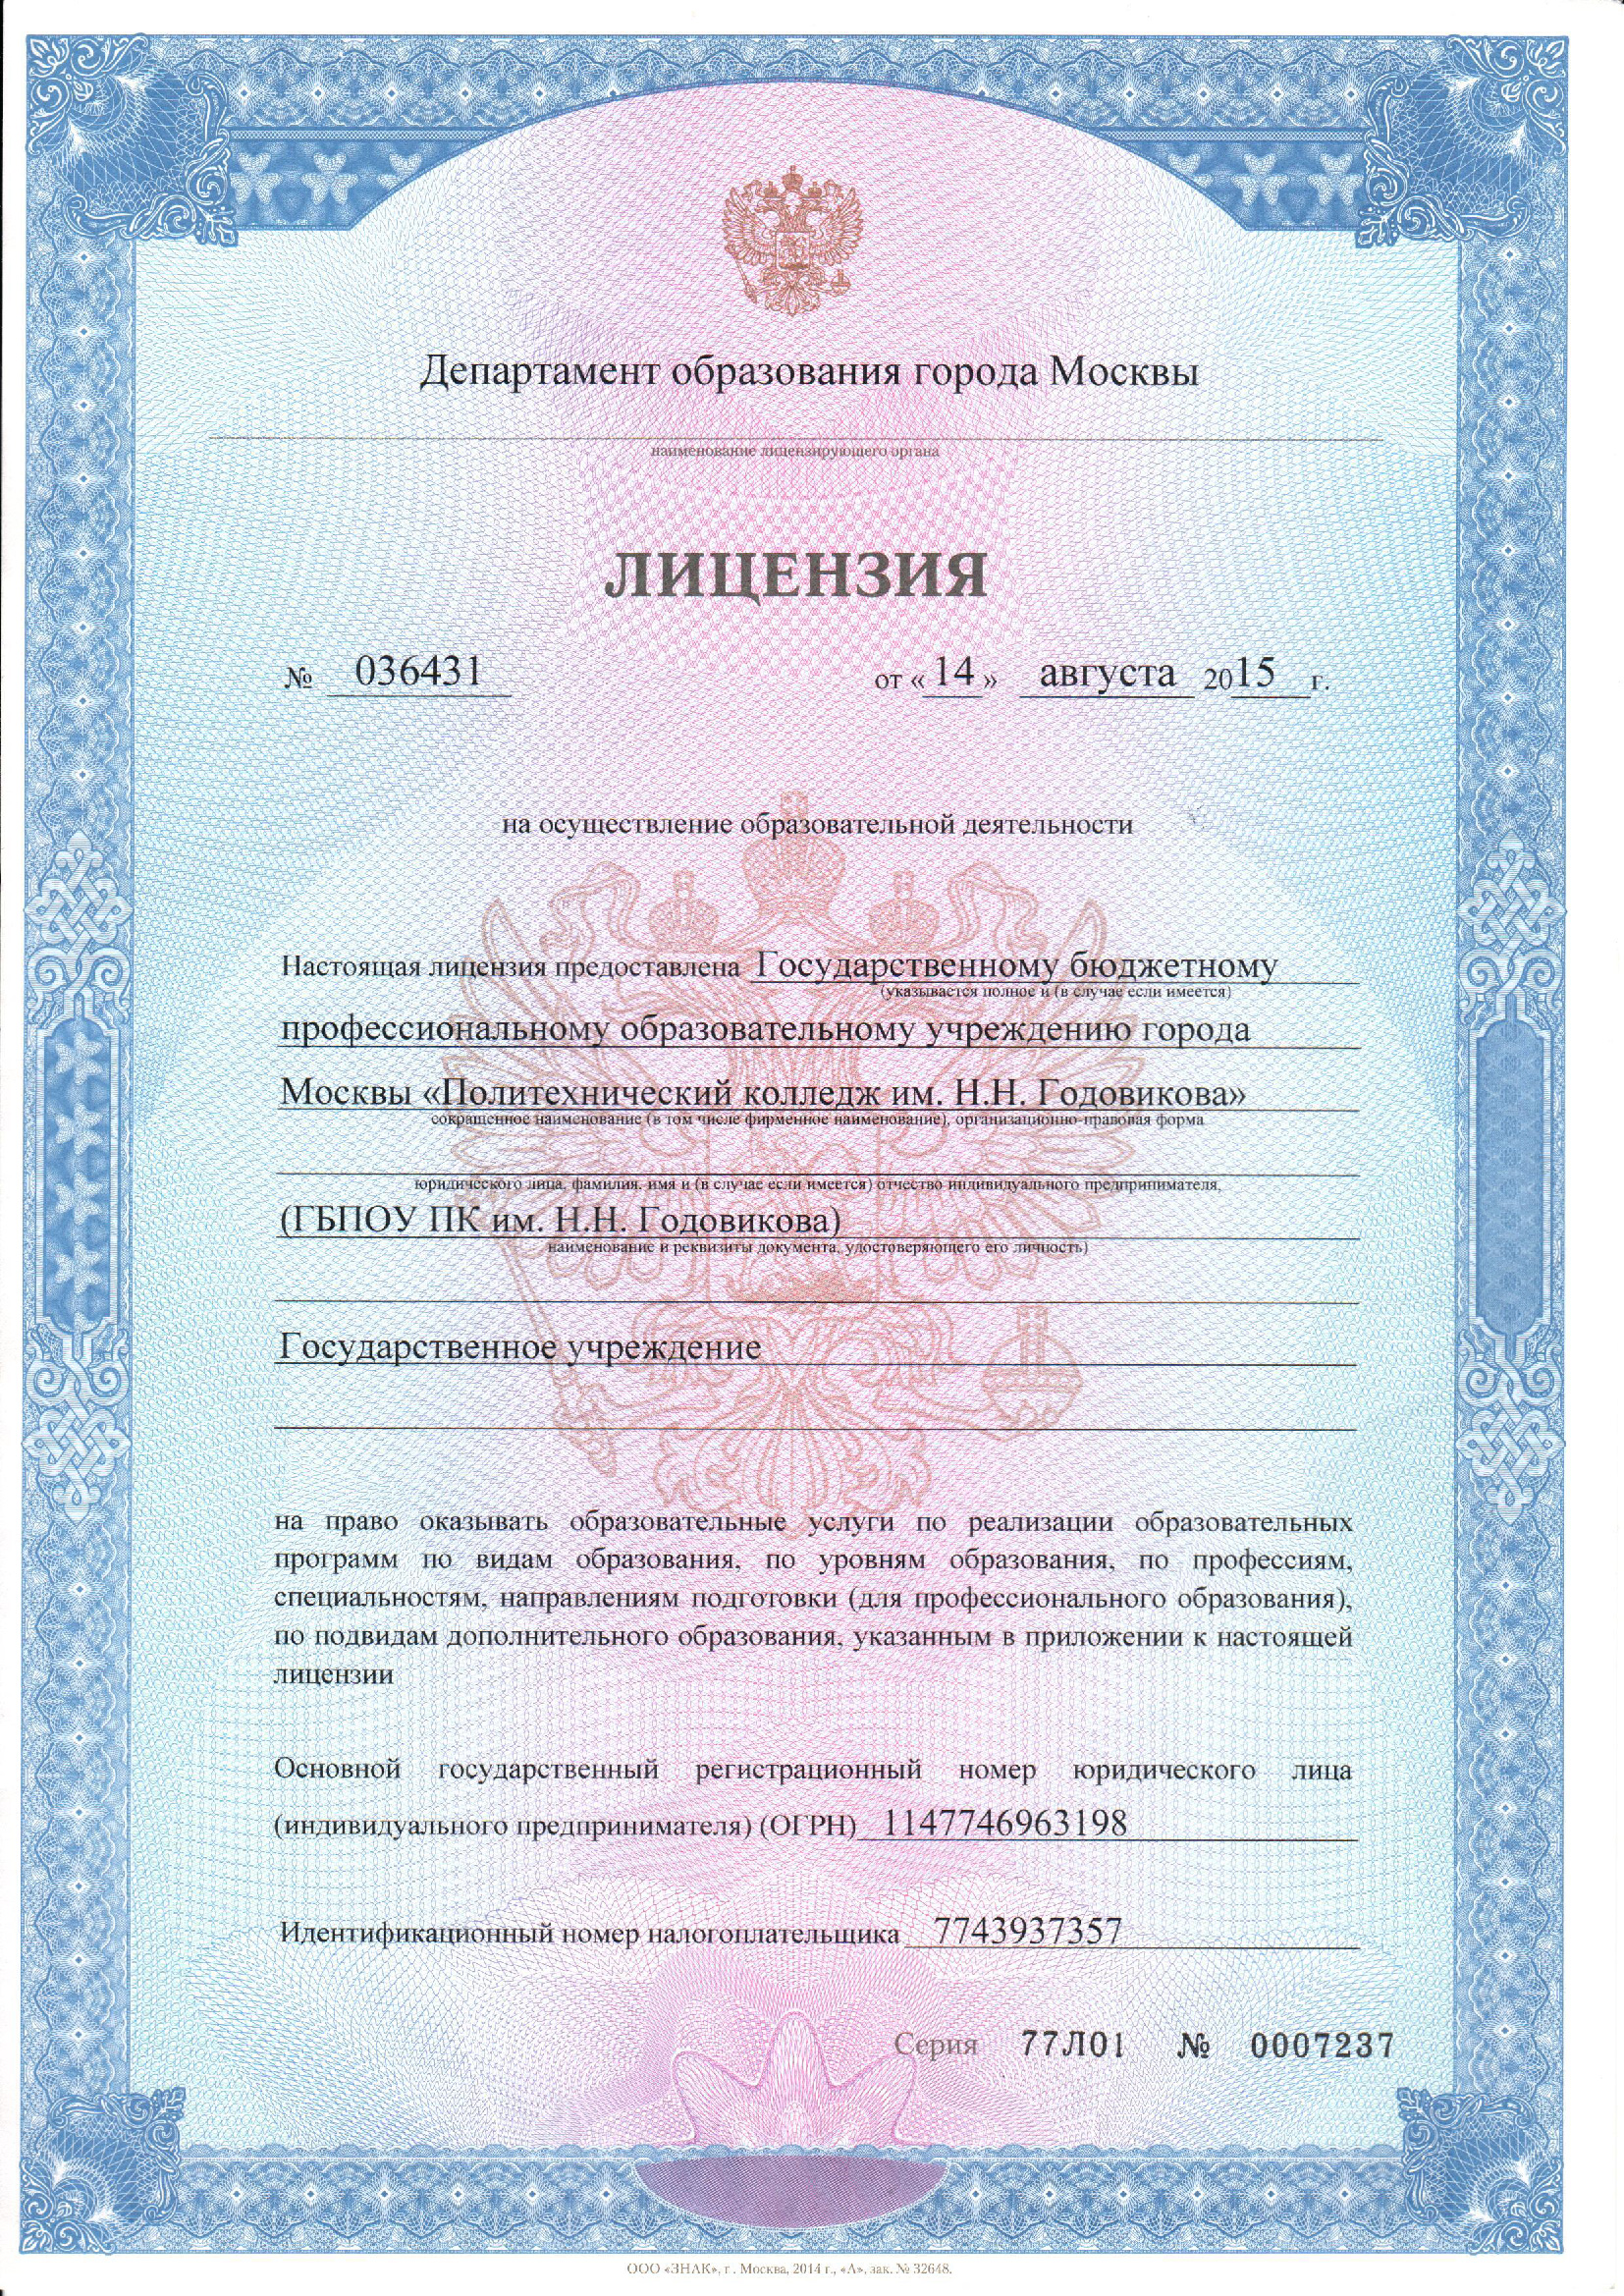 Департамент образования города Москвы
наименование лицензирующего органа
ЛИЦЕНЗИЯ
№ 036431 от « 14 » августа 2015 г.
на осуществление образовательной деятельности
Настоящая лицензия предоставлена Государственному бюджетному
(указывается полное и (в случае если имеется)
профессиональному образовательному учреждению города
Москвы «Политехнический колледж им. Н.Н. Годовикова»
сокращенное наименование (в том числе фирменное наименование), организационно-правовая форма
юридического лица, фамилия, имя и (в случае если имеется) отчество индивидуального предпринимателя,
(ГБПОУ ПК им. Н.Н. Годовикова)
наименование и реквизиты документа, удостоверяющего его личность)
Государственное учреждение
на право оказывать образовательные услуги по реализации образовательных
программ по видам образования, по уровням образования, по профессиям,
специальностям, направлениям подготовки (для профессионального образования),
по подвидам дополнительного образования, указанным в приложении к настоящей
лицензии
Основной государственный регистрационный номер юридического лица
(индивидуального предпринимателя) (ОГРН) 1147746963198
Идентификационный номер налогоплательщика 7743937357
Серия 77Л01 № 0007237
ООО «ЗНАК», г. Москва, 2014 г., «А», зак. № 32648.